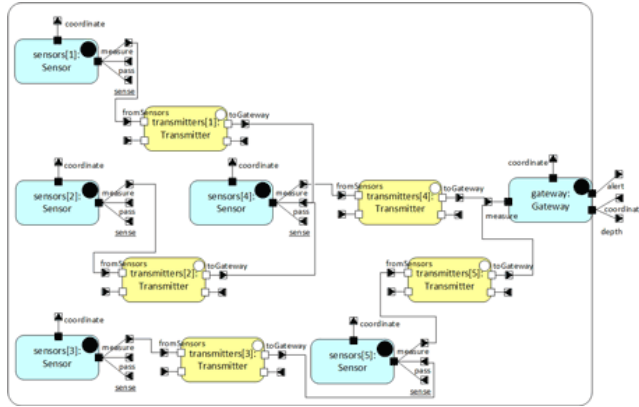 coordinate
sensors[1]:
Sensor
measure
pass
sense
fromSensors
toGateway
transmitters[1]:
Transmitter
coordinate
sensors[2]:
Sensor
measure
pass
sense
coordinate
sensors[4]:
Sensor
measure
pass
sense
fromSensors
toGateway
transmitters[4]:
Transmitter
coordinate
gateway:
Gateway
measure
alert
coordinate
depth
fromSensors
toGateway
transmitters[2]:
Transmitter
fromSensors
toGateway
transmitters[5]:
Transmitter
coordinate
sensors[3]:
Sensor
measure
pass
sense
fromSensors
toGateway
transmitters[3]:
Transmitter
coordinate
sensors[5]:
Sensor
measure
pass
sense